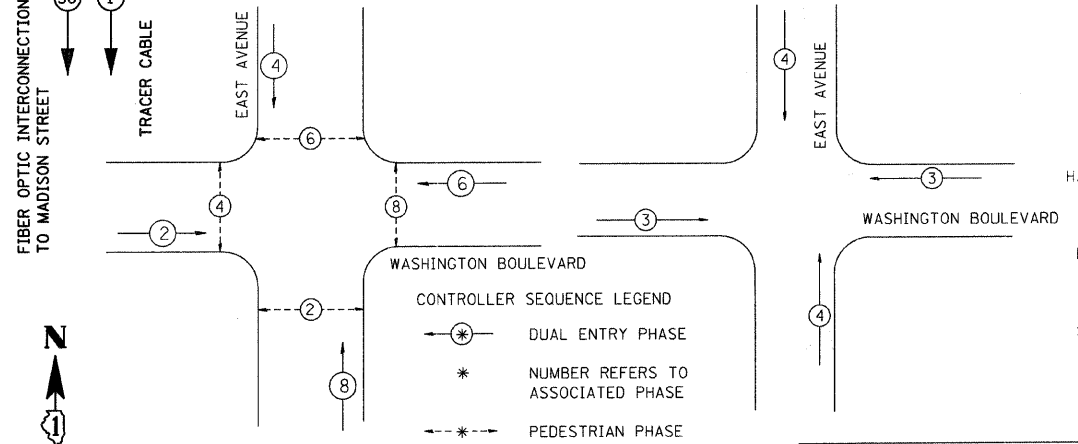 FIBER OPTIC INTERCONNECTION
TO MADISON STREET
1
TRACER CABLE
EAST AVENUE
4
6
4
8
6
2
WASHINGTON BOULEVARD
2
8
N
1
CONTROLLER SEQUENCE LEGEND
* DUAL ENTRY PHASE
* NUMBER REFERS TO
ASSOCIATED PHASE
* PEDESTRIAN PHASE
4
EAST AVENUE
3
3
WASHINGTON BOULEVARD
4
H.